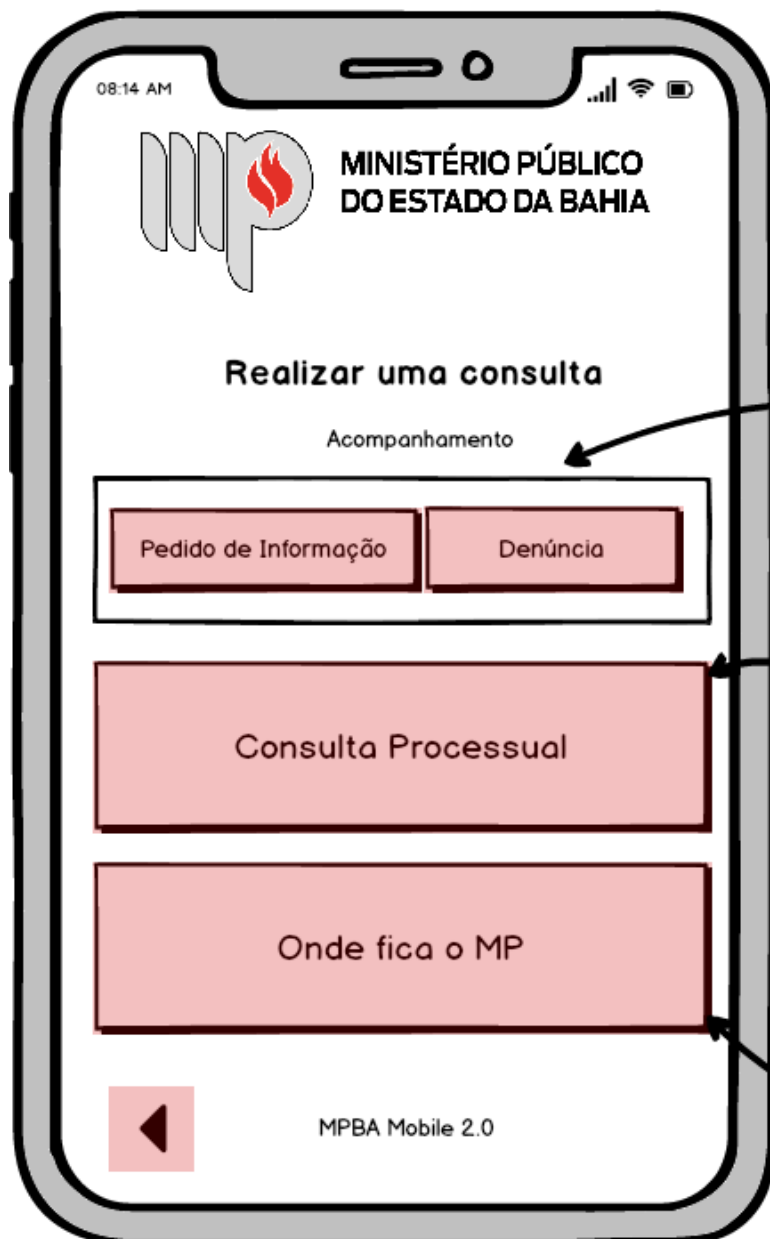 08:14 AM
mp
MINISTÉRIO PÚBLICO
DO ESTADO DA BAHIA
Realizar uma consulta
Acompanhamento
Pedido de Informação
Denúncia
Consulta Processual
Onde fica o MP
MPBA Mobile 2.0